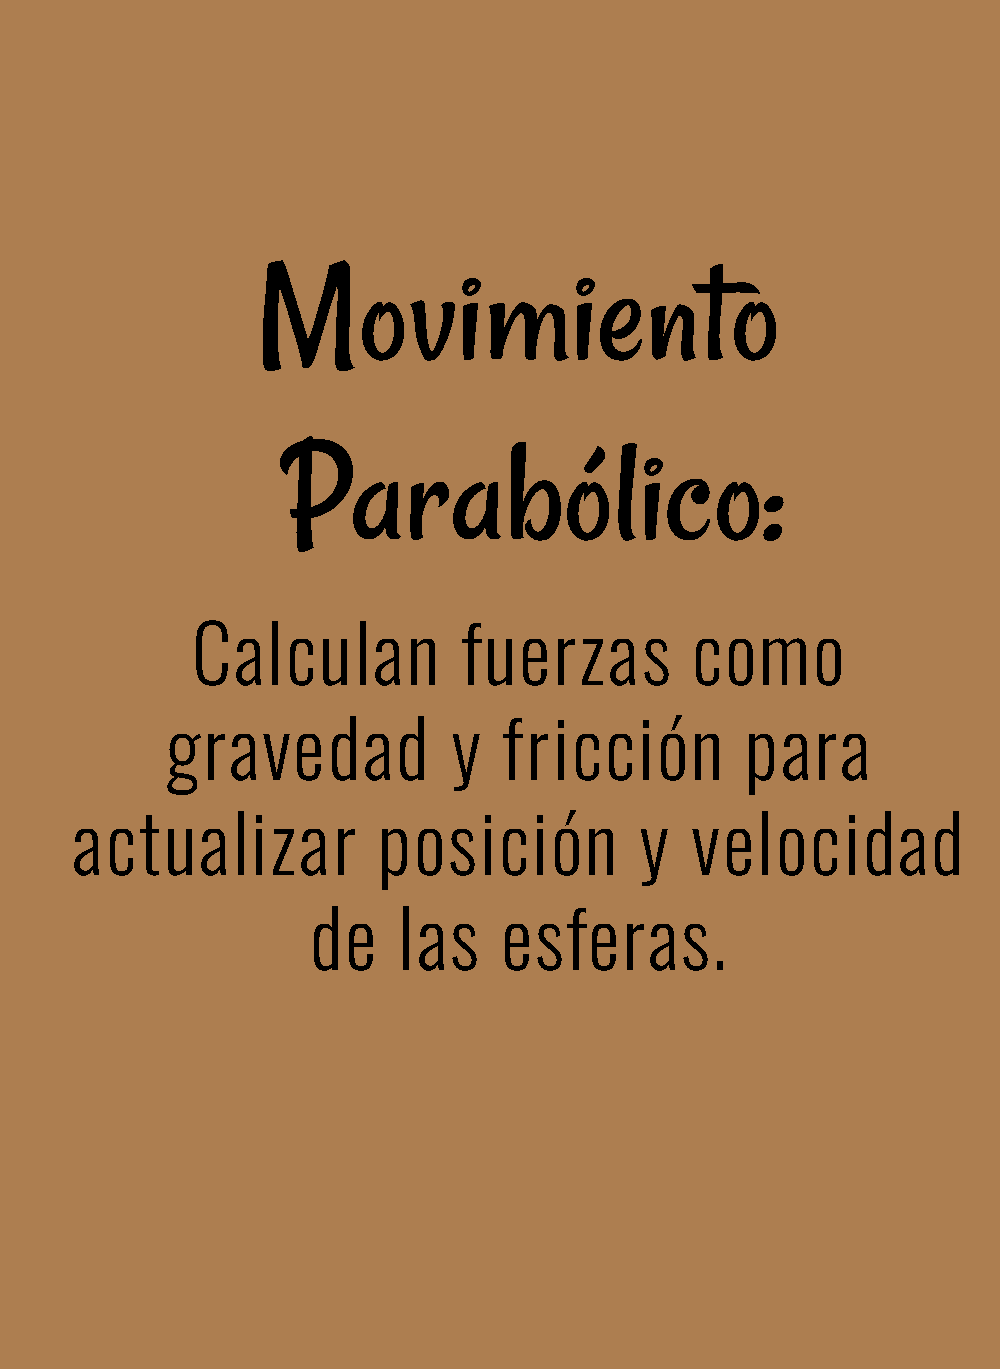 Movimiento
Parabólico:
Calculan fuerzas como
gravedad y fricción para
actualizar posición y velocidad
de las esferas.